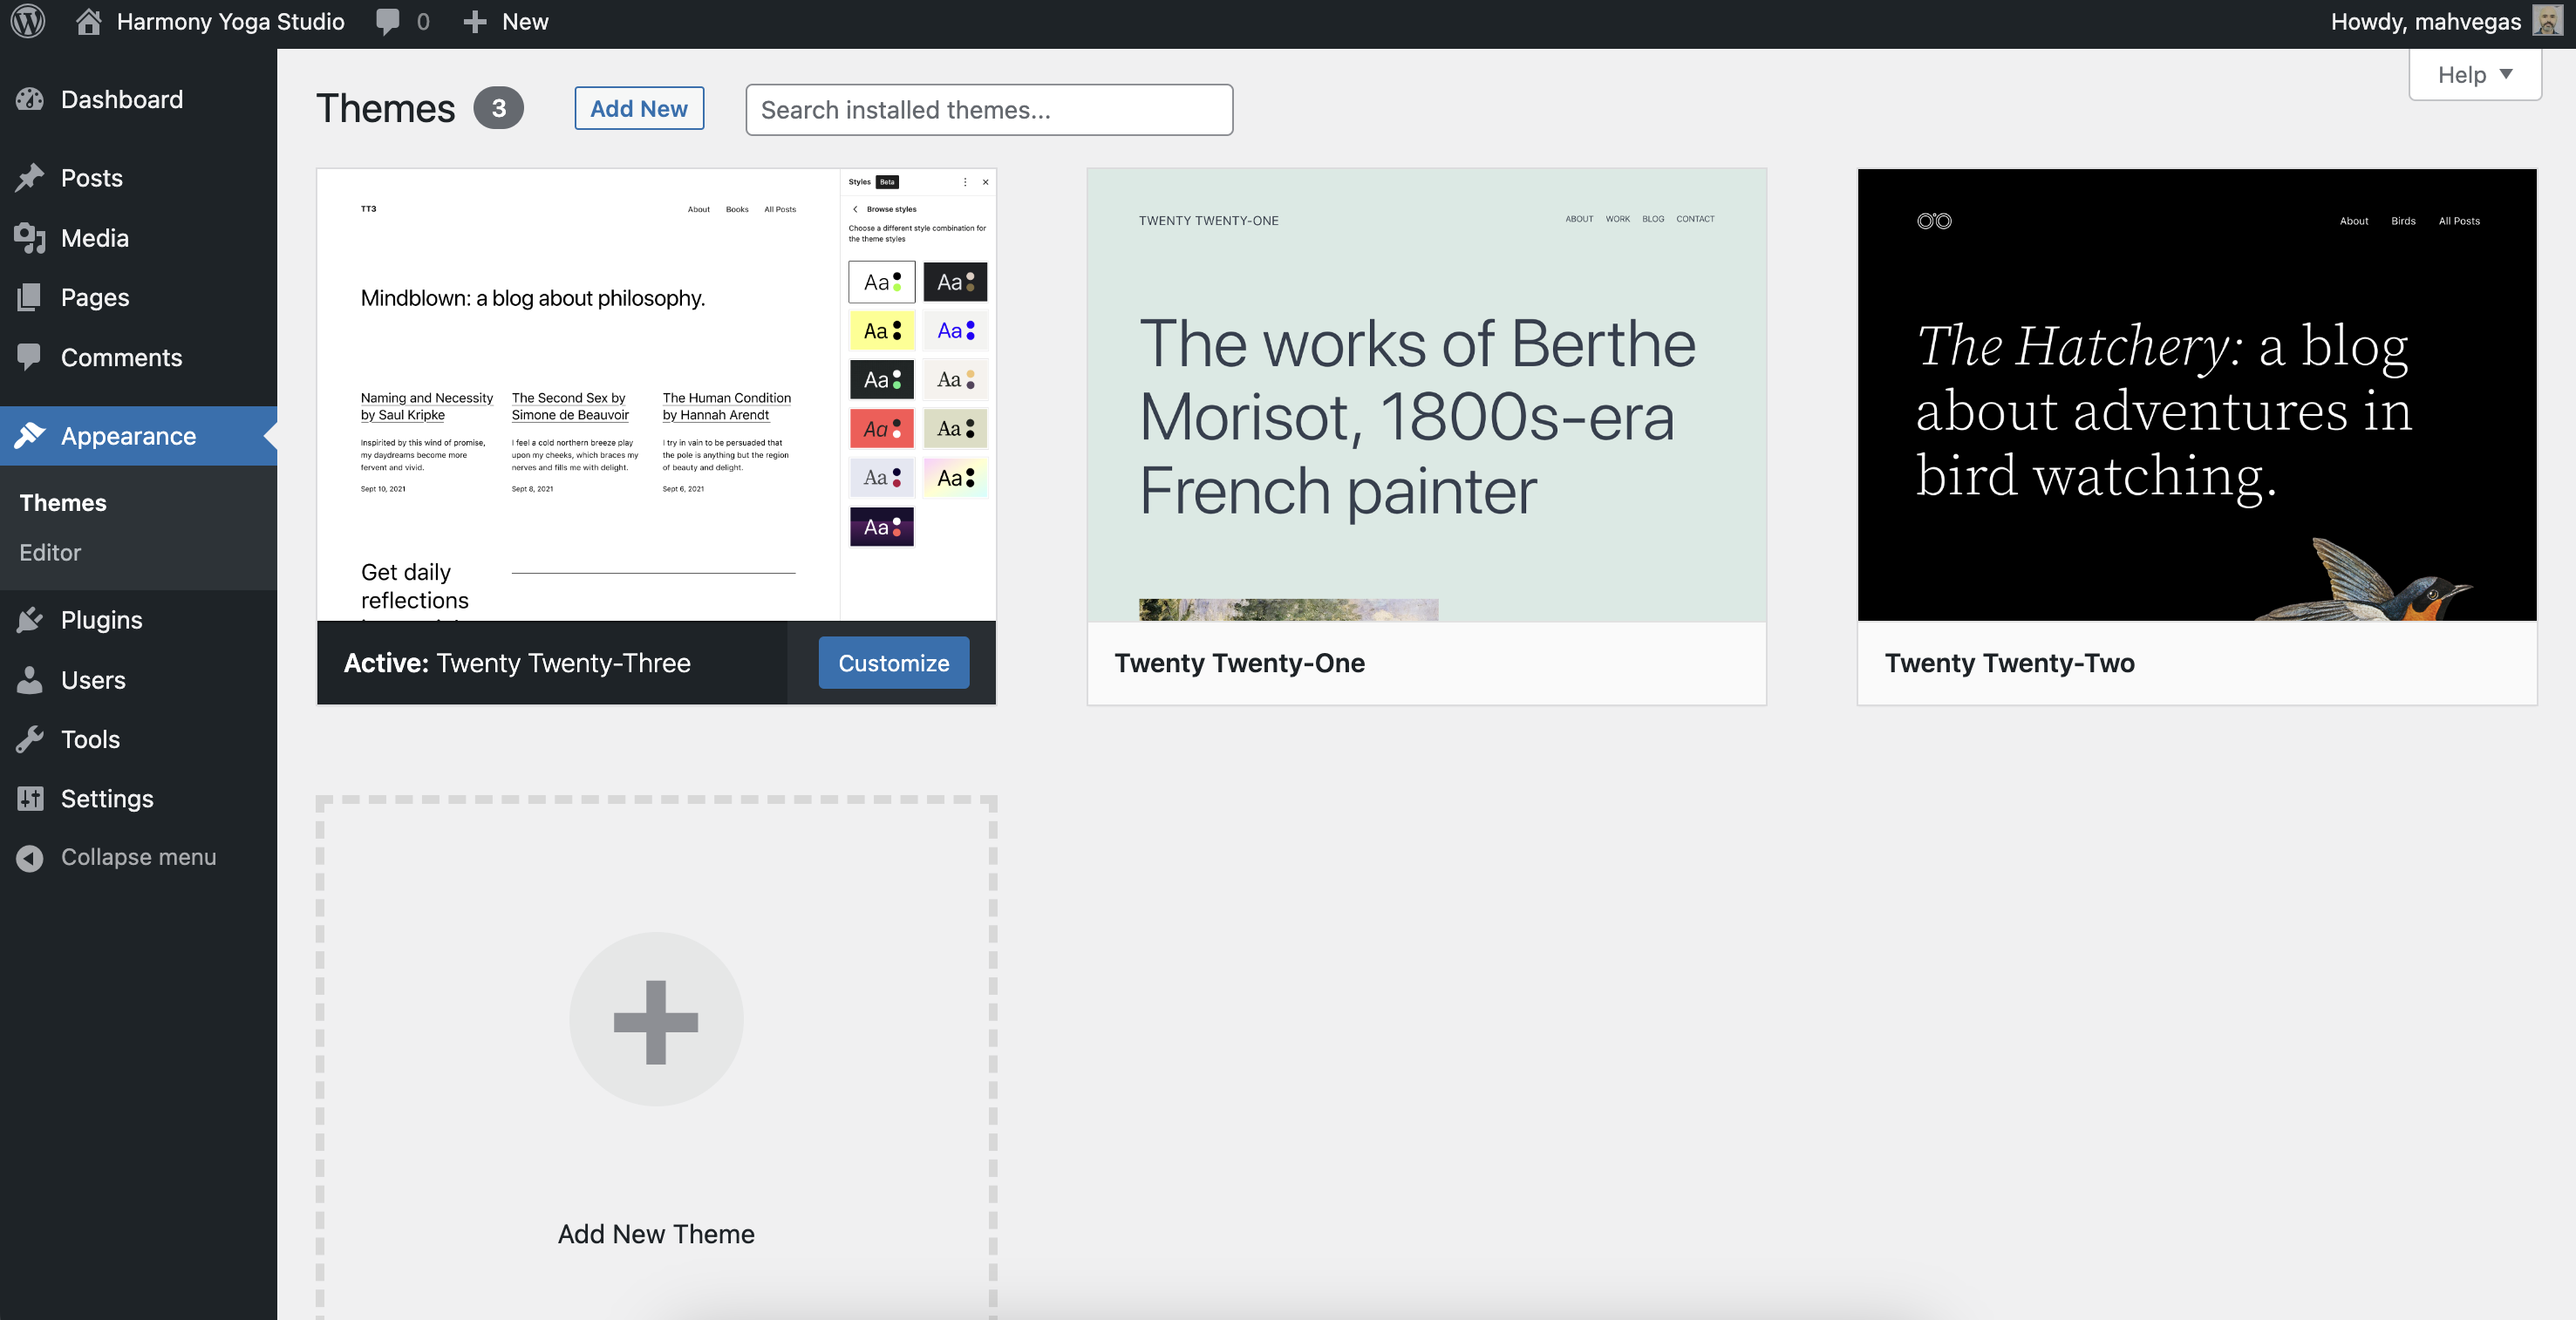 Harmony Yoga Studio 0 New Howdy, mahvegas
Help
Dashboard
Posts
Media
Pages
Comments
Appearance
Themes
Editor
Plugins
Users
Tools
Settings
Collapse menu
Themes 3 Add New Search installed themes...
TT3 About Books All Posts
Mindblown: a blog about philosophy.
Naming and Necessity
by Saul Kripke
Inspirited by this wind of promise,
my daydreams become more
fervent and vivid.
Sept 10, 2021
The Second Sex by
Simone de Beauvoir
I feel a cold northern breeze play
upon my cheeks, which braces my
nerves and fills me with delight.
Sept 8, 2021
The Human Condition
by Hannah Arendt
I try in vain to be persuaded that
the pole is anything but the region
of beauty and delight.
Sept 6, 2021
Get daily
reflections
Styles Beta
Browse styles
Choose a different style combination for
the theme styles
Aa Aa
Aa Aa
Aa Aa
Aa Aa
Aa Aa
Aa
Active: Twenty Twenty-Three Customize
TWENTY TWENTY-ONE ABOUT WORK BLOG CONTACT
The works of Berthe
Morisot, 1800s-era
French painter
Twenty Twenty-One
About Birds All Posts
The Hatchery: a blog
about adventures in
bird watching.
Twenty Twenty-Two
Add New Theme